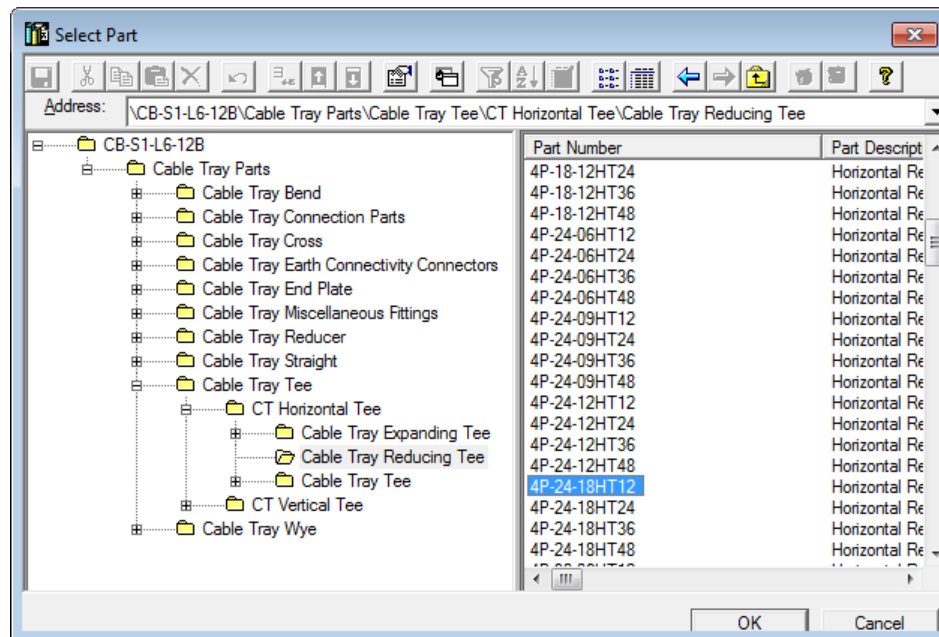 Select Part
Address: \CB-S1-L6-12B\Cable Tray Parts\Cable Tray Tee\CT Horizontal Tee\Cable Tray Reducing Tee
CB-S1-L6-12B
Cable Tray Parts
Cable Tray Bend
Cable Tray Connection Parts
Cable Tray Cross
Cable Tray Earth Connectivity Connectors
Cable Tray End Plate
Cable Tray Miscellaneous Fittings
Cable Tray Reducer
Cable Tray Straight
Cable Tray Tee
CT Horizontal Tee
Cable Tray Expanding Tee
Cable Tray Reducing Tee
Cable Tray Tee
CT Vertical Tee
Cable Tray Wye
Part Number Part Descript
4P-18-12HT24 Horizontal Re
4P-18-12HT36 Horizontal Re
4P-18-12HT48 Horizontal Re
4P-24-06HT12 Horizontal Re
4P-24-06HT24 Horizontal Re
4P-24-06HT36 Horizontal Re
4P-24-06HT48 Horizontal Re
4P-24-09HT12 Horizontal Re
4P-24-09HT24 Horizontal Re
4P-24-09HT36 Horizontal Re
4P-24-09HT48 Horizontal Re
4P-24-12HT12 Horizontal Re
4P-24-12HT24 Horizontal Re
4P-24-12HT36 Horizontal Re
4P-24-12HT48 Horizontal Re
4P-24-18HT12 Horizontal Re
4P-24-18HT24 Horizontal Re
4P-24-18HT36 Horizontal Re
4P-24-18HT48 Horizontal Re
OK Cancel